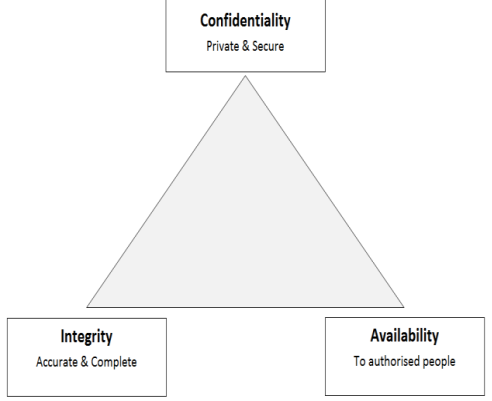 Confidentiality
Private & Secure
Integrity
Accurate & Complete
Availability
To authorised people